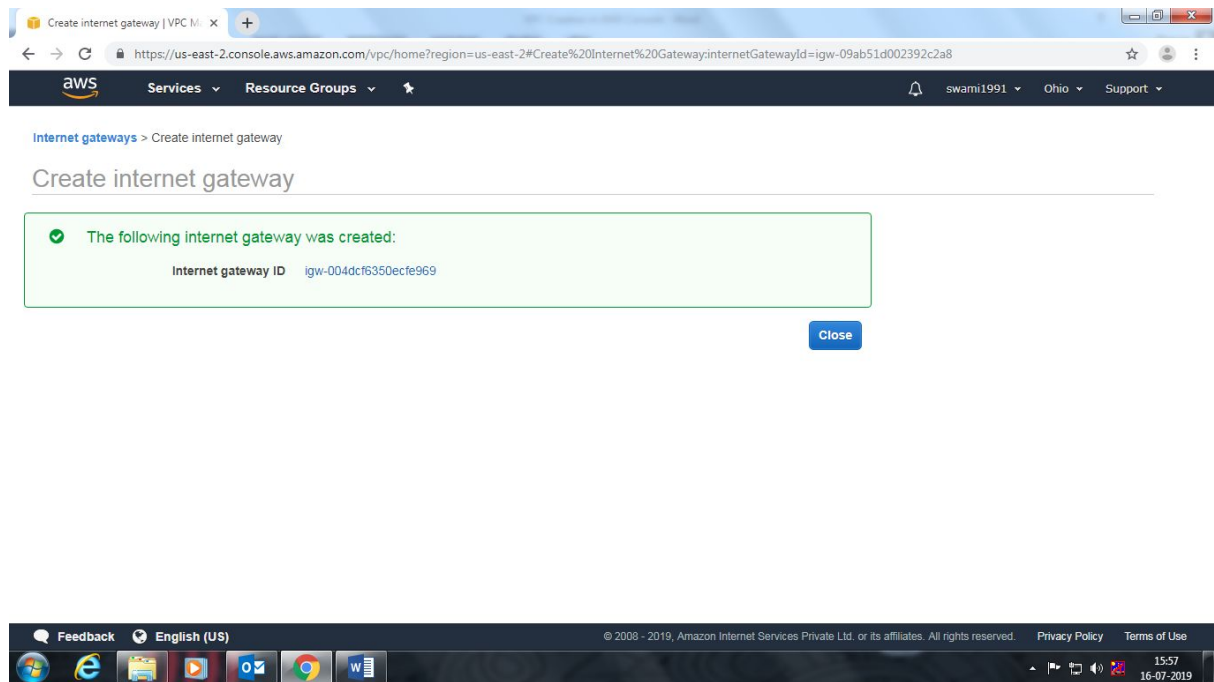 Create internet gateway | VPC M
https://us-east-2.console.aws.amazon.com/vpc/home?region=us-east-2#Create%20Internet%20Gateway:internetGatewayId=igw-09ab51d002392c2a8
aws Services Resource Groups swami1991 Ohio Support
Internet gateways > Create internet gateway
Create internet gateway
The following internet gateway was created:
Internet gateway ID igw-004dcf6350ecfe969
Close
Feedback English (US) © 2008 - 2019, Amazon Internet Services Private Ltd. or its affiliates. All rights reserved. Privacy Policy Terms of Use
15:57
16-07-2019